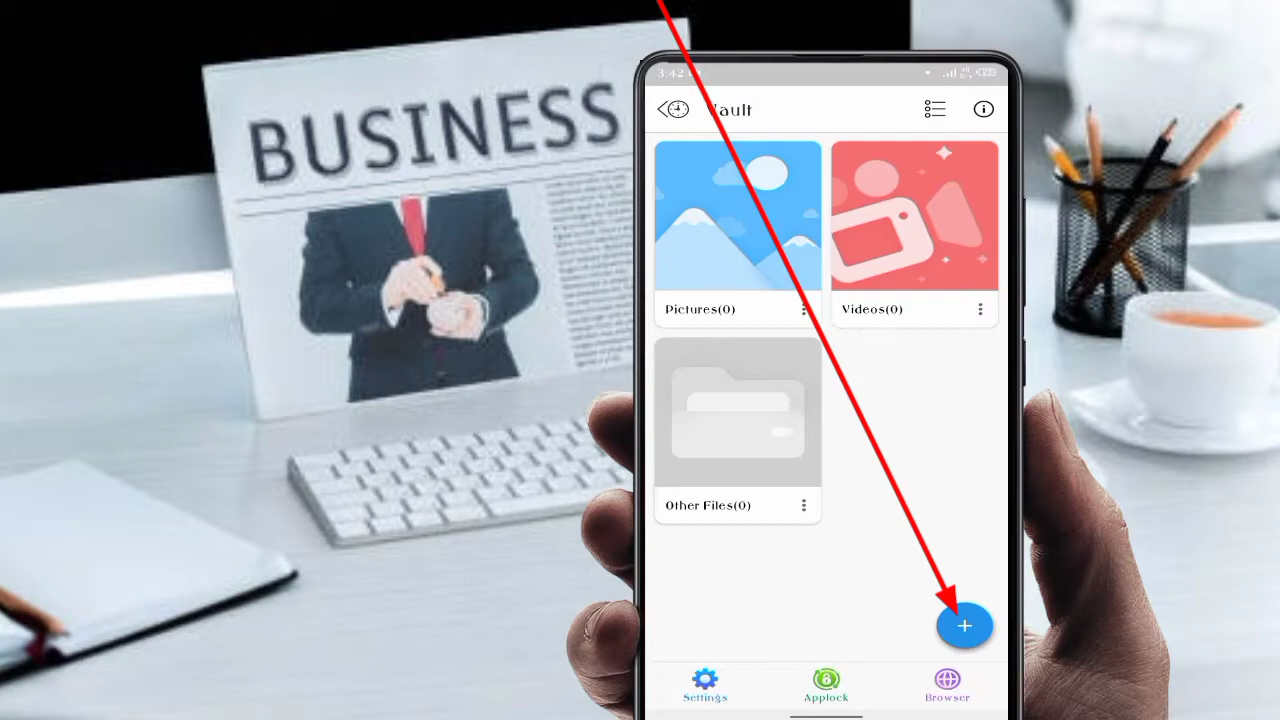 BUSINESS
3:42
Vault
Pictures(0)
Videos(0)
Other Files(0)
Settings
Applock
Browser